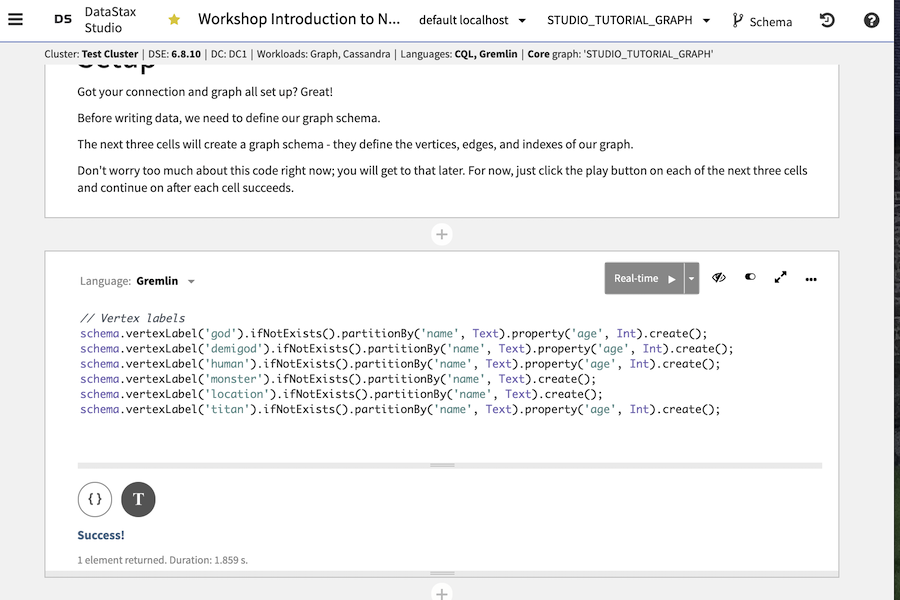 DS DataStax Studio Workshop Introduction to N... default localhost STUDIO_TUTORIAL_GRAPH Schema
Cluster: Test Cluster | DSE: 6.8.10 | DC: DC1 | Workloads: Graph, Cassandra | Languages: CQL, Gremlin | Core graph: 'STUDIO_TUTORIAL_GRAPH'
Setup
Got your connection and graph all set up? Great!
Before writing data, we need to define our graph schema.
The next three cells will create a graph schema - they define the vertices, edges, and indexes of our graph.
Don't worry too much about this code right now; you will get to that later. For now, just click the play button on each of the next three cells
and continue on after each cell succeeds.
Language: Gremlin Real-time
// Vertex labels
schema.vertexLabel('god').ifNotExists().partitionBy('name', Text).property('age', Int).create();
schema.vertexLabel('demigod').ifNotExists().partitionBy('name', Text).property('age', Int).create();
schema.vertexLabel('human').ifNotExists().partitionBy('name', Text).property('age', Int).create();
schema.vertexLabel('monster').ifNotExists().partitionBy('name', Text).create();
schema.vertexLabel('location').ifNotExists().partitionBy('name', Text).create();
schema.vertexLabel('titan').ifNotExists().partitionBy('name', Text).property('age', Int).create();
{} T
Success!
1 element returned. Duration: 1.859 s.